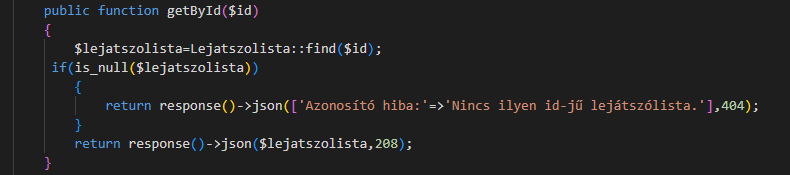 public function getById($id)
{
$lejatszolista=Lejatszolista::find($id);
if(is_null($lejatszolista))
{
return response()->json(['Azonosító hiba:'=>'Nincs ilyen id-jű lejátszólista.'],404);
}
return response()->json($lejatszolista,208);
}